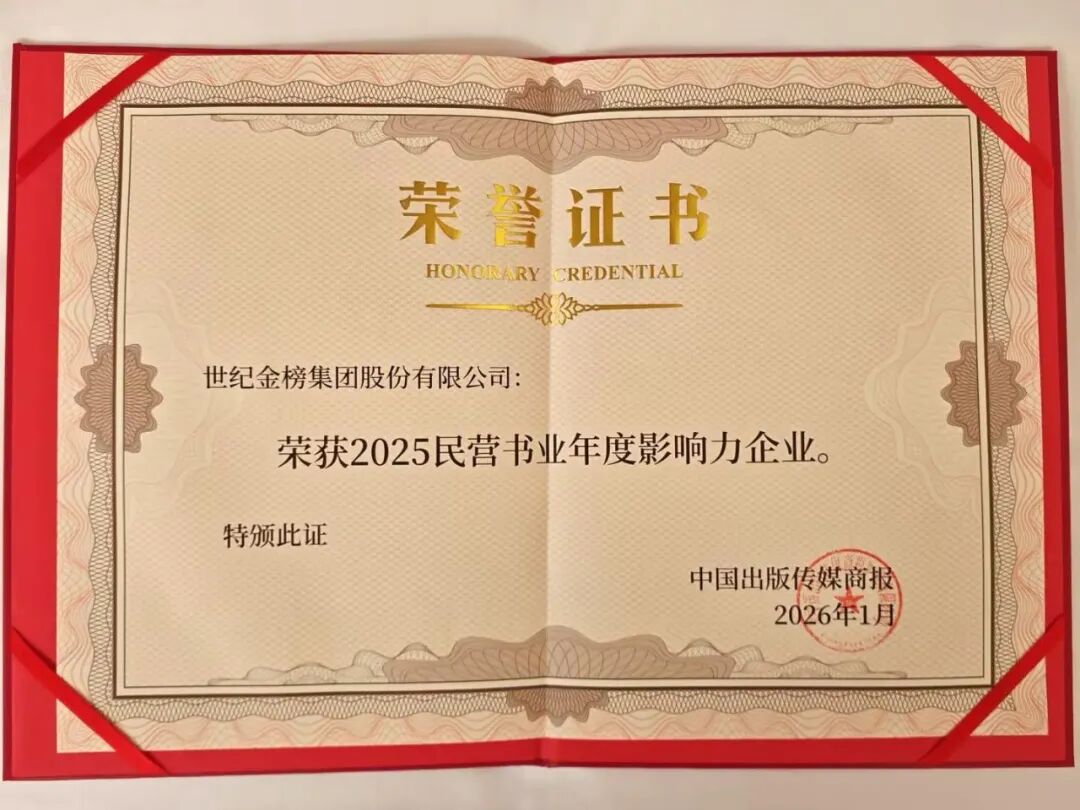 荣誉证书
HONORARY CREDENTIAL
世纪金榜集团股份有限公司：
荣获2025民营书业年度影响力企业。
特颁此证
中国出版传媒商报
2026年1月